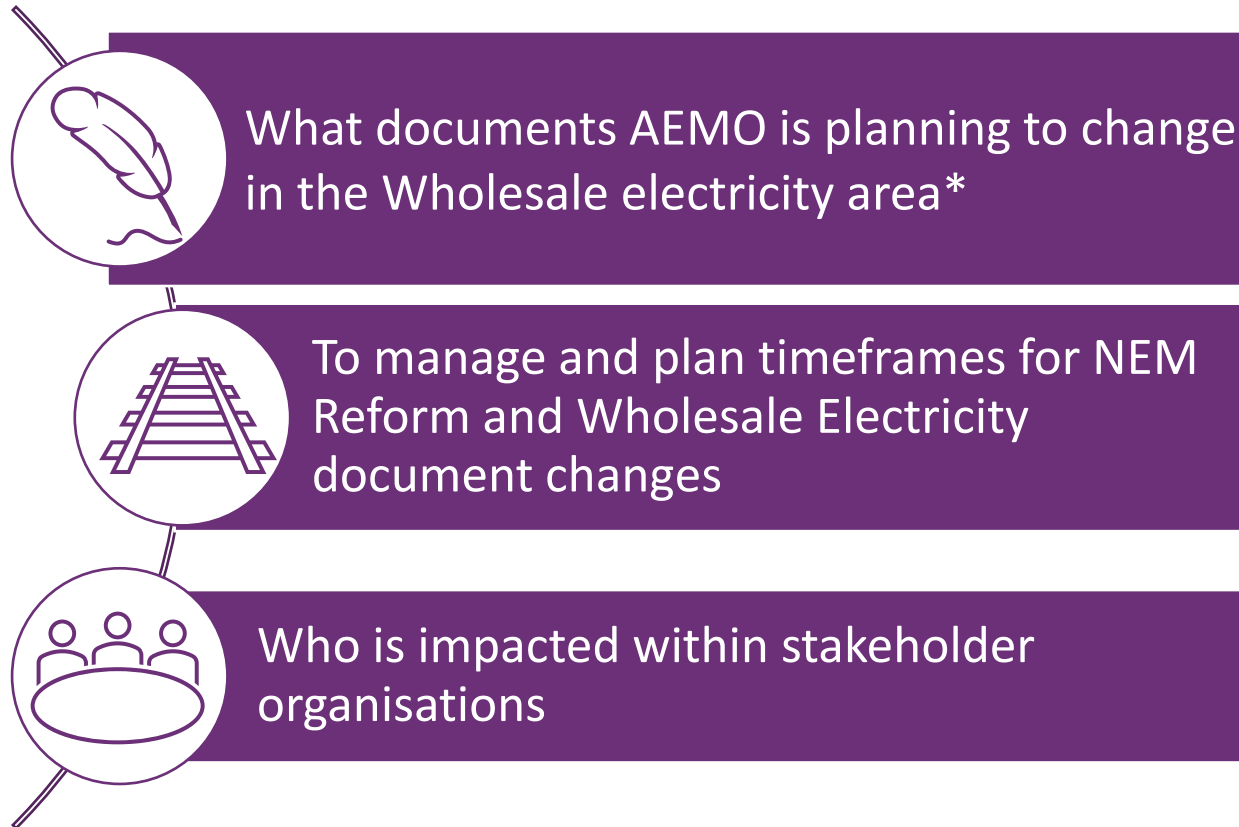 What documents AEMO is planning to change
in the Wholesale electricity area*
To manage and plan timeframes for NEM
Reform and Wholesale Electricity
document changes
Who is impacted within stakeholder
organisations